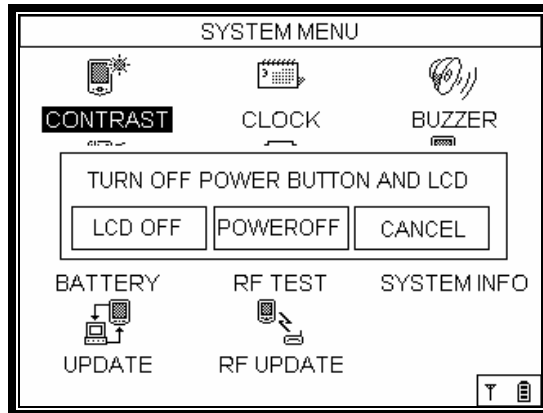 SYSTEM MENU
CONTRAST CLOCK BUZZER
TURN OFF POWER BUTTON AND LCD
LCD OFF POWEROFF CANCEL
BATTERY RF TEST SYSTEM INFO
UPDATE RF UPDATE